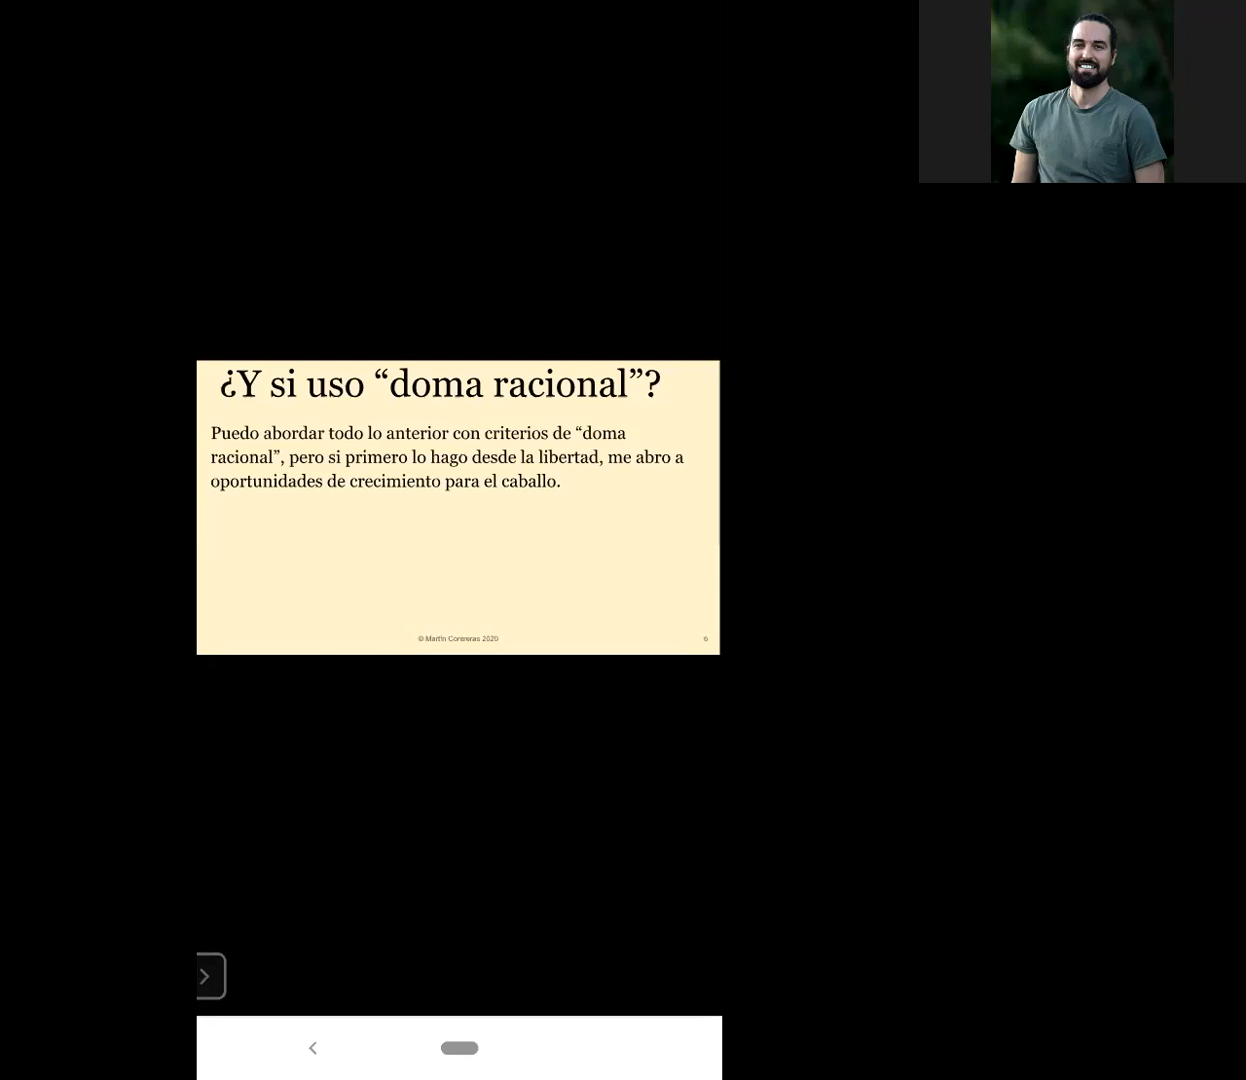 ¿Y si uso “doma racional”?
Puedo abordar todo lo anterior con criterios de “doma
racional”, pero si primero lo hago desde la libertad, me abro a
oportunidades de crecimiento para el caballo.
© Martín Contreras 2020
6